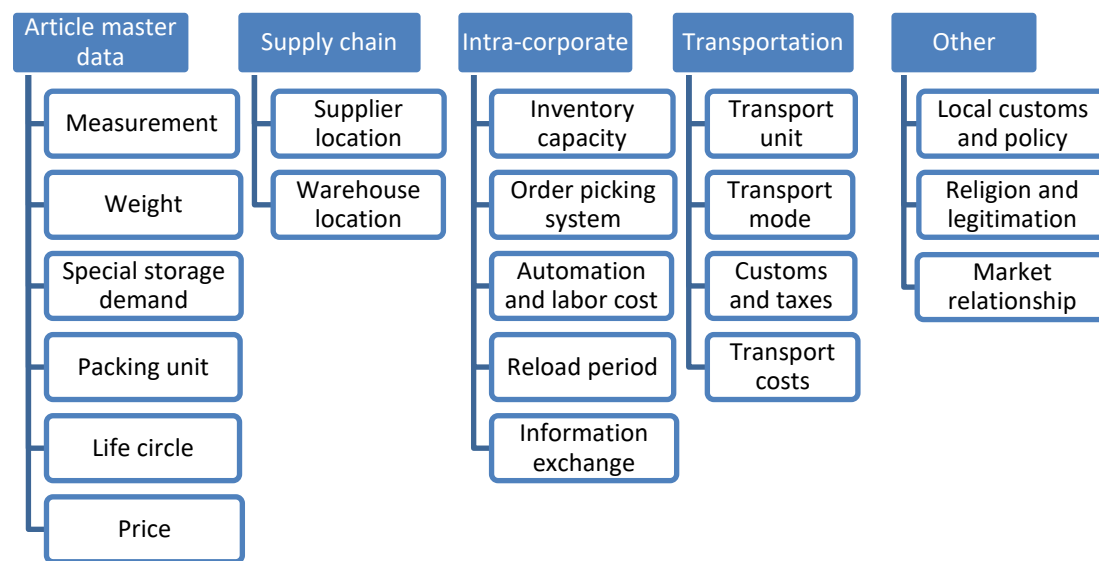 Article master
data
Measurement
Weight
Special storage
demand
Packing unit
Life circle
Price
Supply chain
Supplier
location
Warehouse
location
Intra-corporate
Inventory
capacity
Order picking
system
Automation
and labor cost
Reload period
Information
exchange
Transportation
Transport
unit
Transport
mode
Customs
and taxes
Transport
costs
Other
Local customs
and policy
Religion and
legitimation
Market
relationship